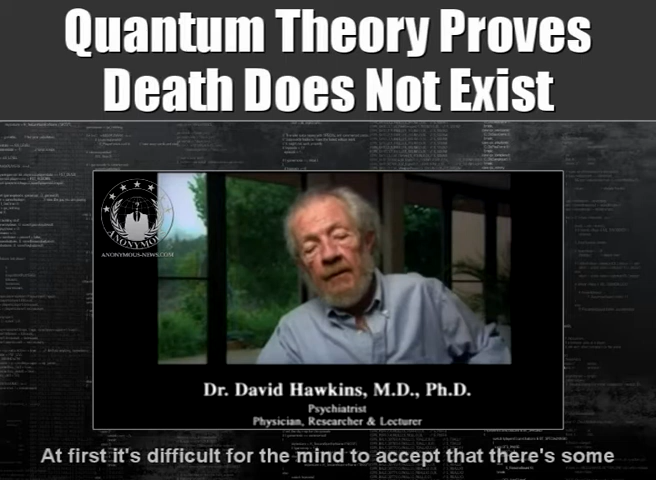 Quantum Theory Proves
Death Does Not Exist
ANONYMOUS
ANONYMOUS-NEWS.COM
Dr. David Hawkins, M.D., Ph.D.
Psychiatrist
Physician, Researcher & Lecturer
At first it's difficult for the mind to accept that there's some